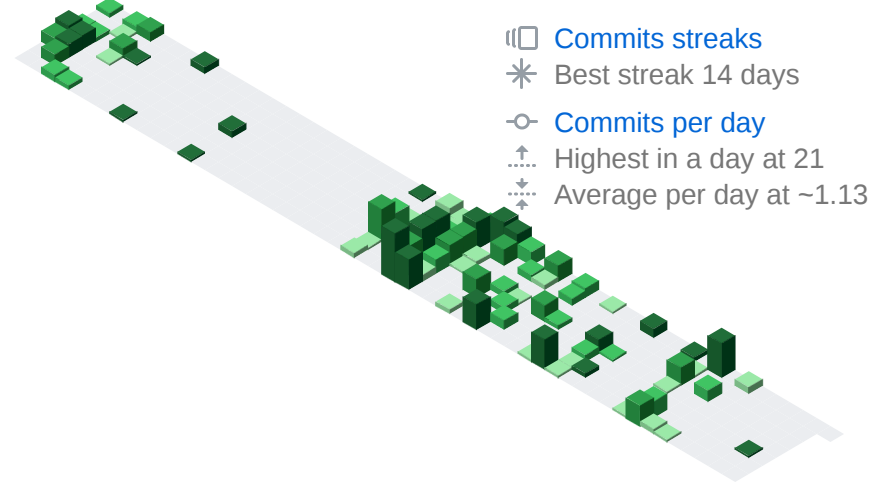 Commits streaks
Best streak 14 days
Commits per day
Highest in a day at 21
Average per day at ~1.13